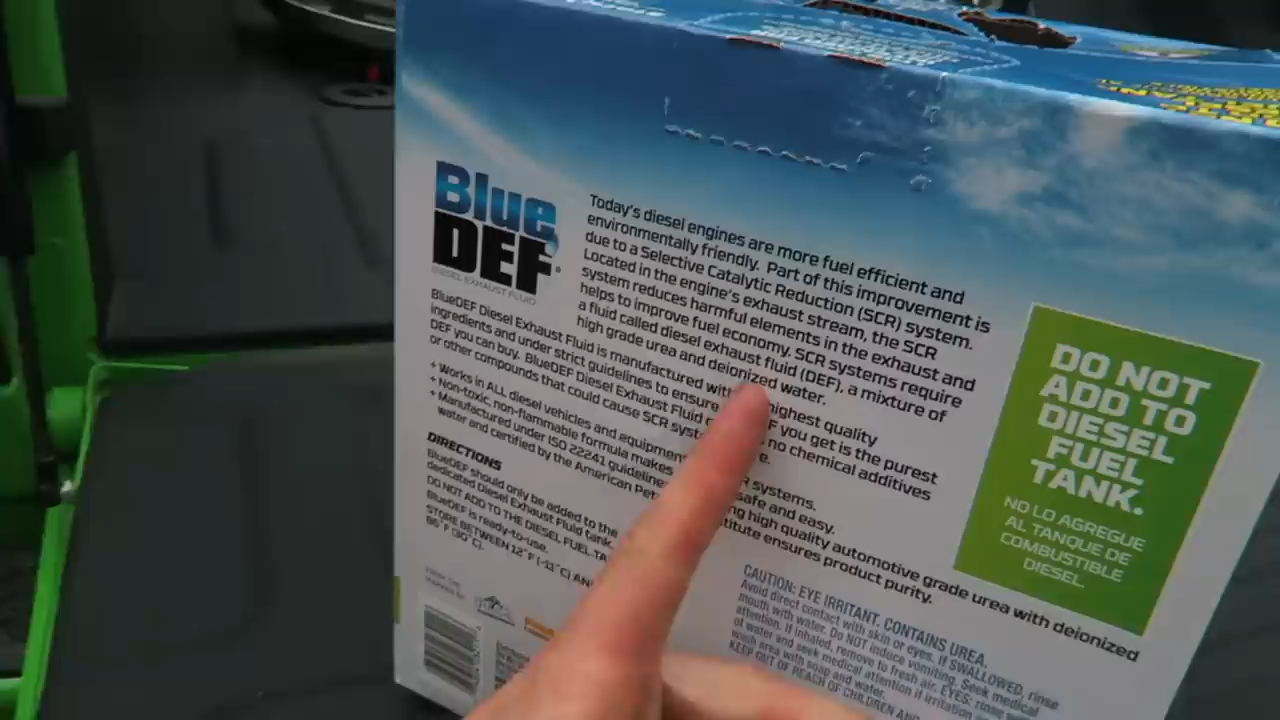 Blue
DEF
DIESEL EXHAUST FLUID
Today's diesel engines are more fuel efficient and
environmentally friendly. Part of this improvement is
due to a Selective Catalytic Reduction (SCR) system.
Located in the engine's exhaust stream, the SCR
system reduces harmful elements in the exhaust and
helps to improve fuel economy. SCR systems require
a fluid called diesel exhaust fluid (DEF), a mixture of
high grade urea and deionized water.
BlueDEF Diesel Exhaust Fluid is manufactured with highest quality
ingredients and under strict guidelines to ensure F you get is the purest
DEF you can buy. BlueDEF Diesel Exhaust Fluid no chemical additives
or other compounds that could cause SCR
+ Works in ALL diesel vehicles and equipment R systems.
+ Non-toxic, non-flammable formula makes safe and easy.
+ Manufactured under ISO 22241 guidelines high quality automotive grade urea with deionized
water and certified by the American ensures product purity.
DIRECTIONS
BlueDEF should only be added to the
dedicated Diesel Exhaust Fluid tank.
DO NOT ADD TO THE DIESEL FUEL
BlueDEF is ready-to-use.
STORE BETWEEN 12°F (-11°C)
86°F (30°C).
CAUTION: EYE IRRITANT. CONTAINS UREA.
Avoid direct contact with skin or eyes. If SWALLOWED, rinse
mouth with water. Do NOT induce vomiting. Seek medical
attention. If inhaled, remove to fresh air. EYES: rinse
of water and seek medical attention if irritation
wash area with soap and water.
KEEP OUT OF REACH OF CHILDREN AND
DO NOT
ADD TO
DIESEL
FUEL
TANK.
NO LO AGREGUE
AL TANQUE DE
COMBUSTIBLE
DIESEL.